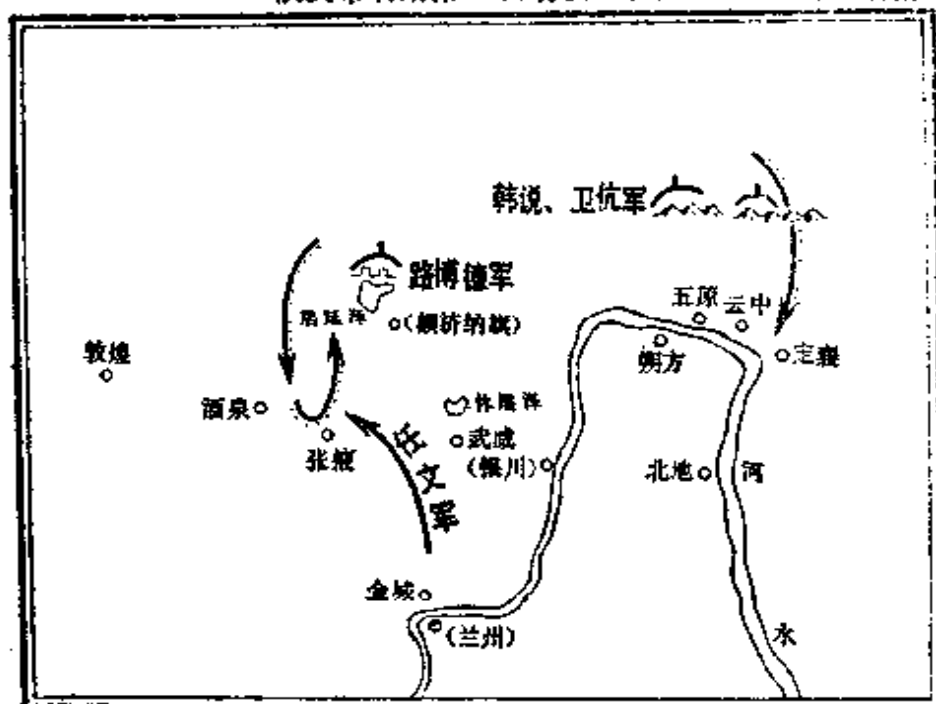 韩说、卫伉军
路博德军
居延泽
(额济纳旗)
五原
云中
朔方
定襄
敦煌
酒泉
张掖
休屠泽
武威
(银川)
任文军
北地
河
金城
(兰州)
水